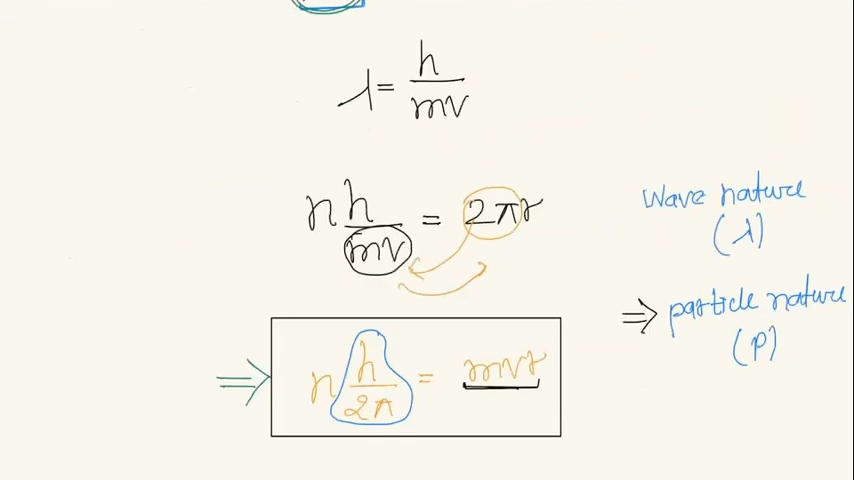 λ = h/mv
n h/mv = 2πr
wave nature
(λ)
⇒ particle nature
(p)
⇒ n h/2π = mvr